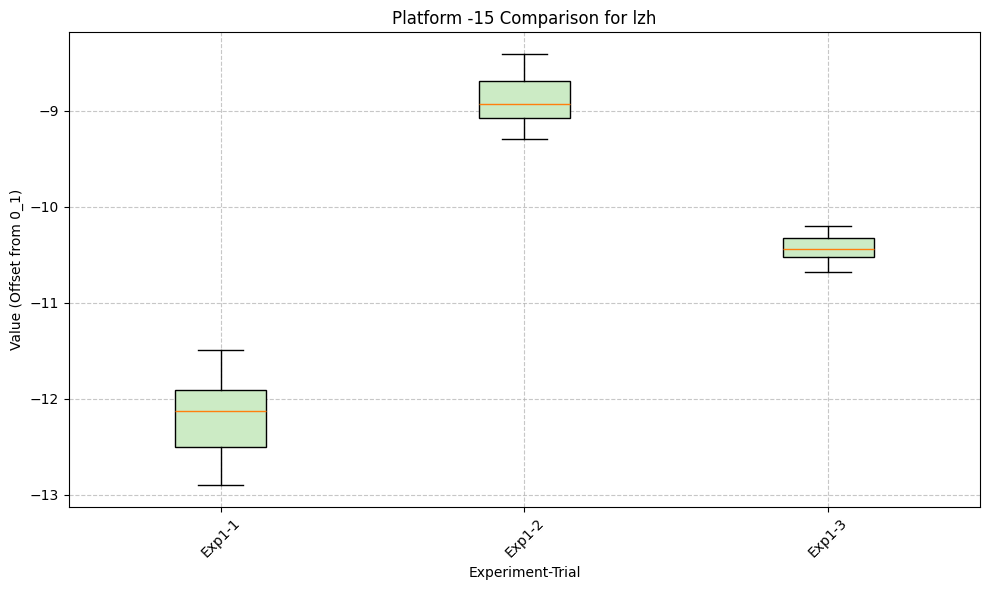 Platform -15 Comparison for lzh
Value (Offset from 0_1)
−9
−10
−11
−12
−13
Exp1-1
Exp1-2
Exp1-3
Experiment-Trial